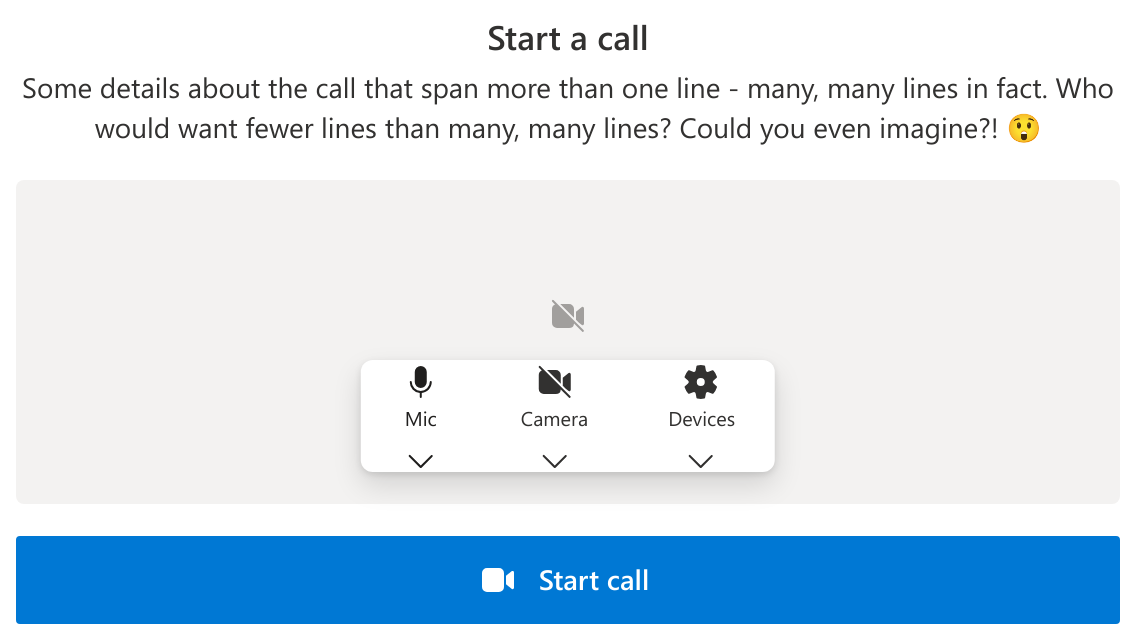 Start a call
Some details about the call that span more than one line - many, many lines in fact. Who
would want fewer lines than many, many lines? Could you even imagine?! 😲
Mic
Camera
Devices
Start call